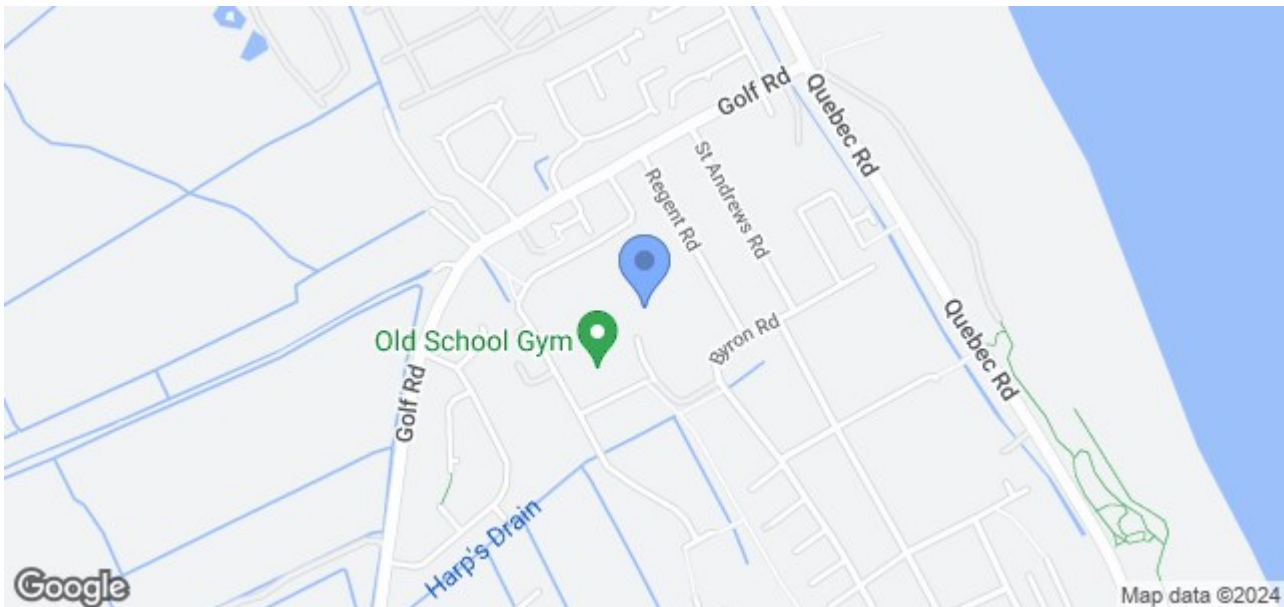 Golf Rd
Quebec Rd
St Andrews Rd
Regent Rd
Old School Gym
Byron Rd
Quebec Rd
Golf Rd
Harp's Drain
Google
Map data ©2024